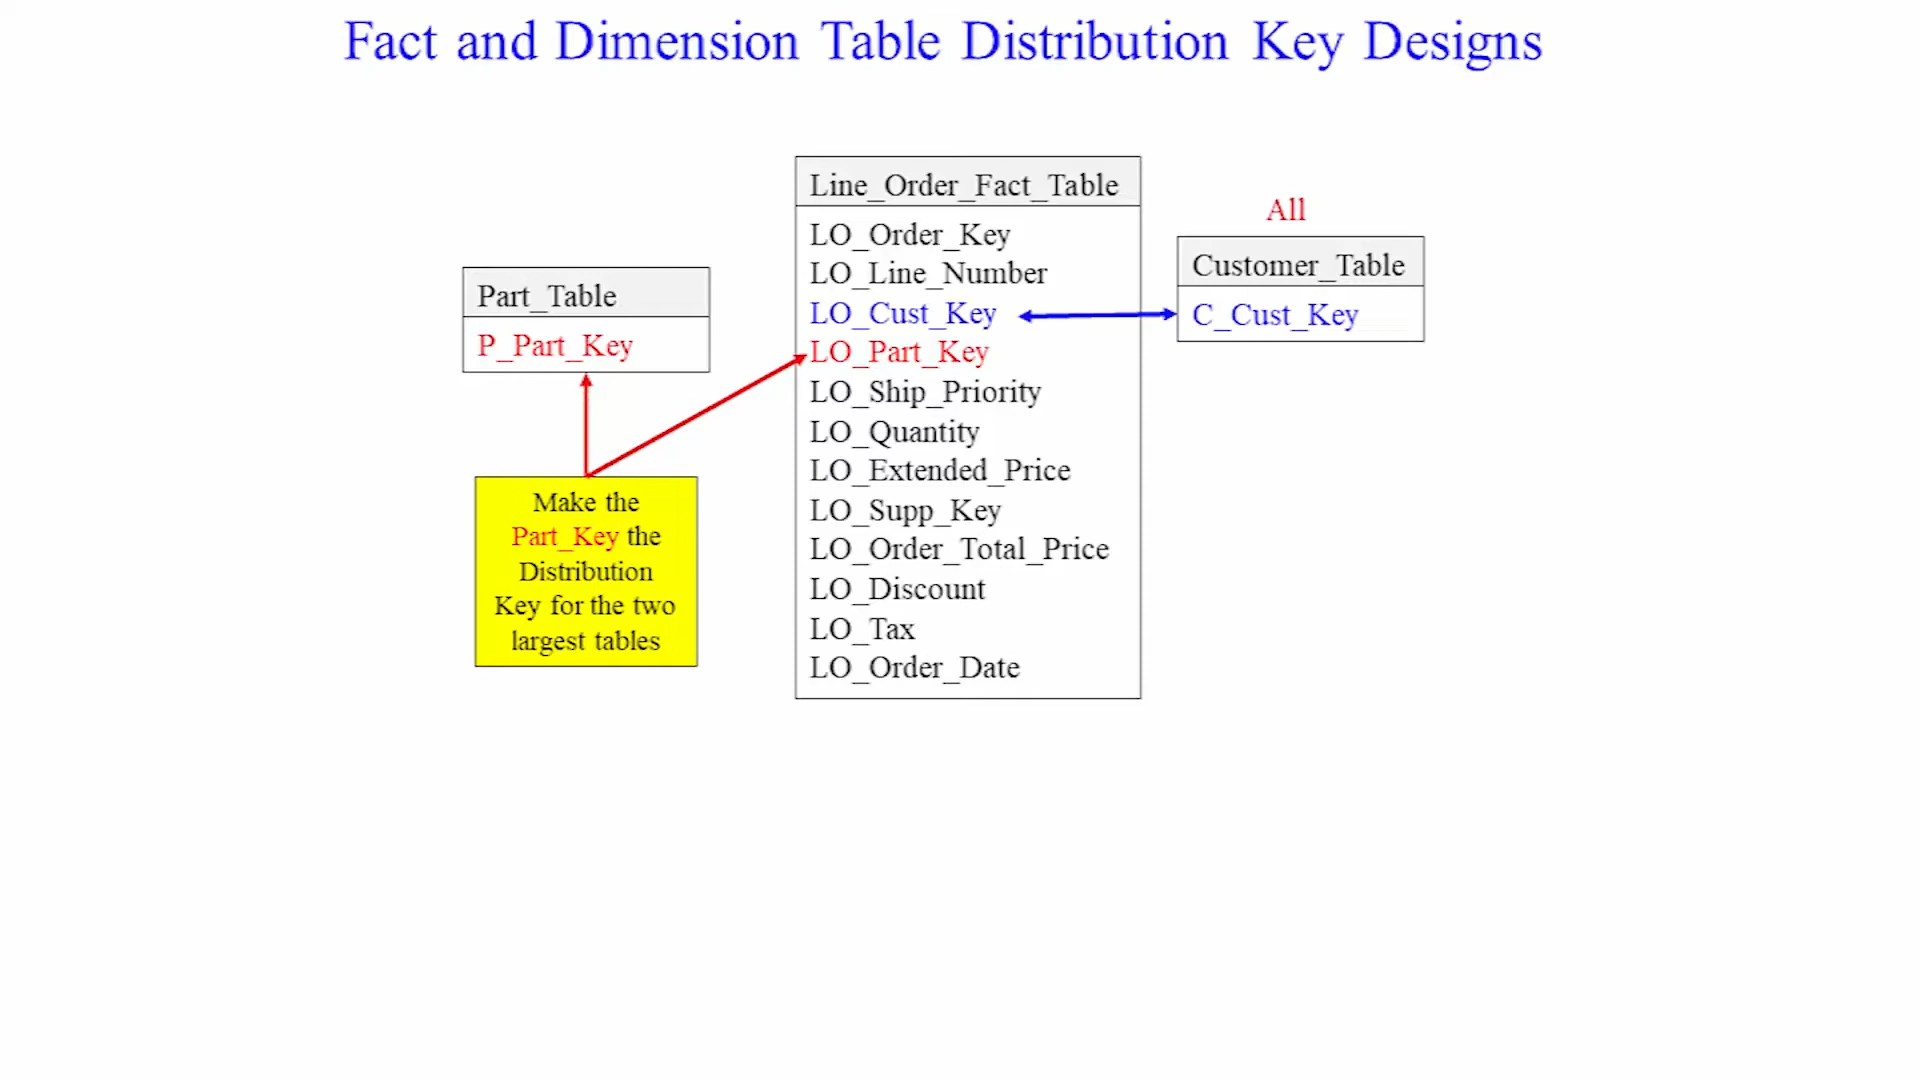 Fact and Dimension Table Distribution Key Designs
Part_Table
P_Part_Key
Make the
Part_Key the
Distribution
Key for the two
largest tables
Line_Order_Fact_Table
LO_Order_Key
LO_Line_Number
LO_Cust_Key
LO_Part_Key
LO_Ship_Priority
LO_Quantity
LO_Extended_Price
LO_Supp_Key
LO_Order_Total_Price
LO_Discount
LO_Tax
LO_Order_Date
All
Customer_Table
C_Cust_Key